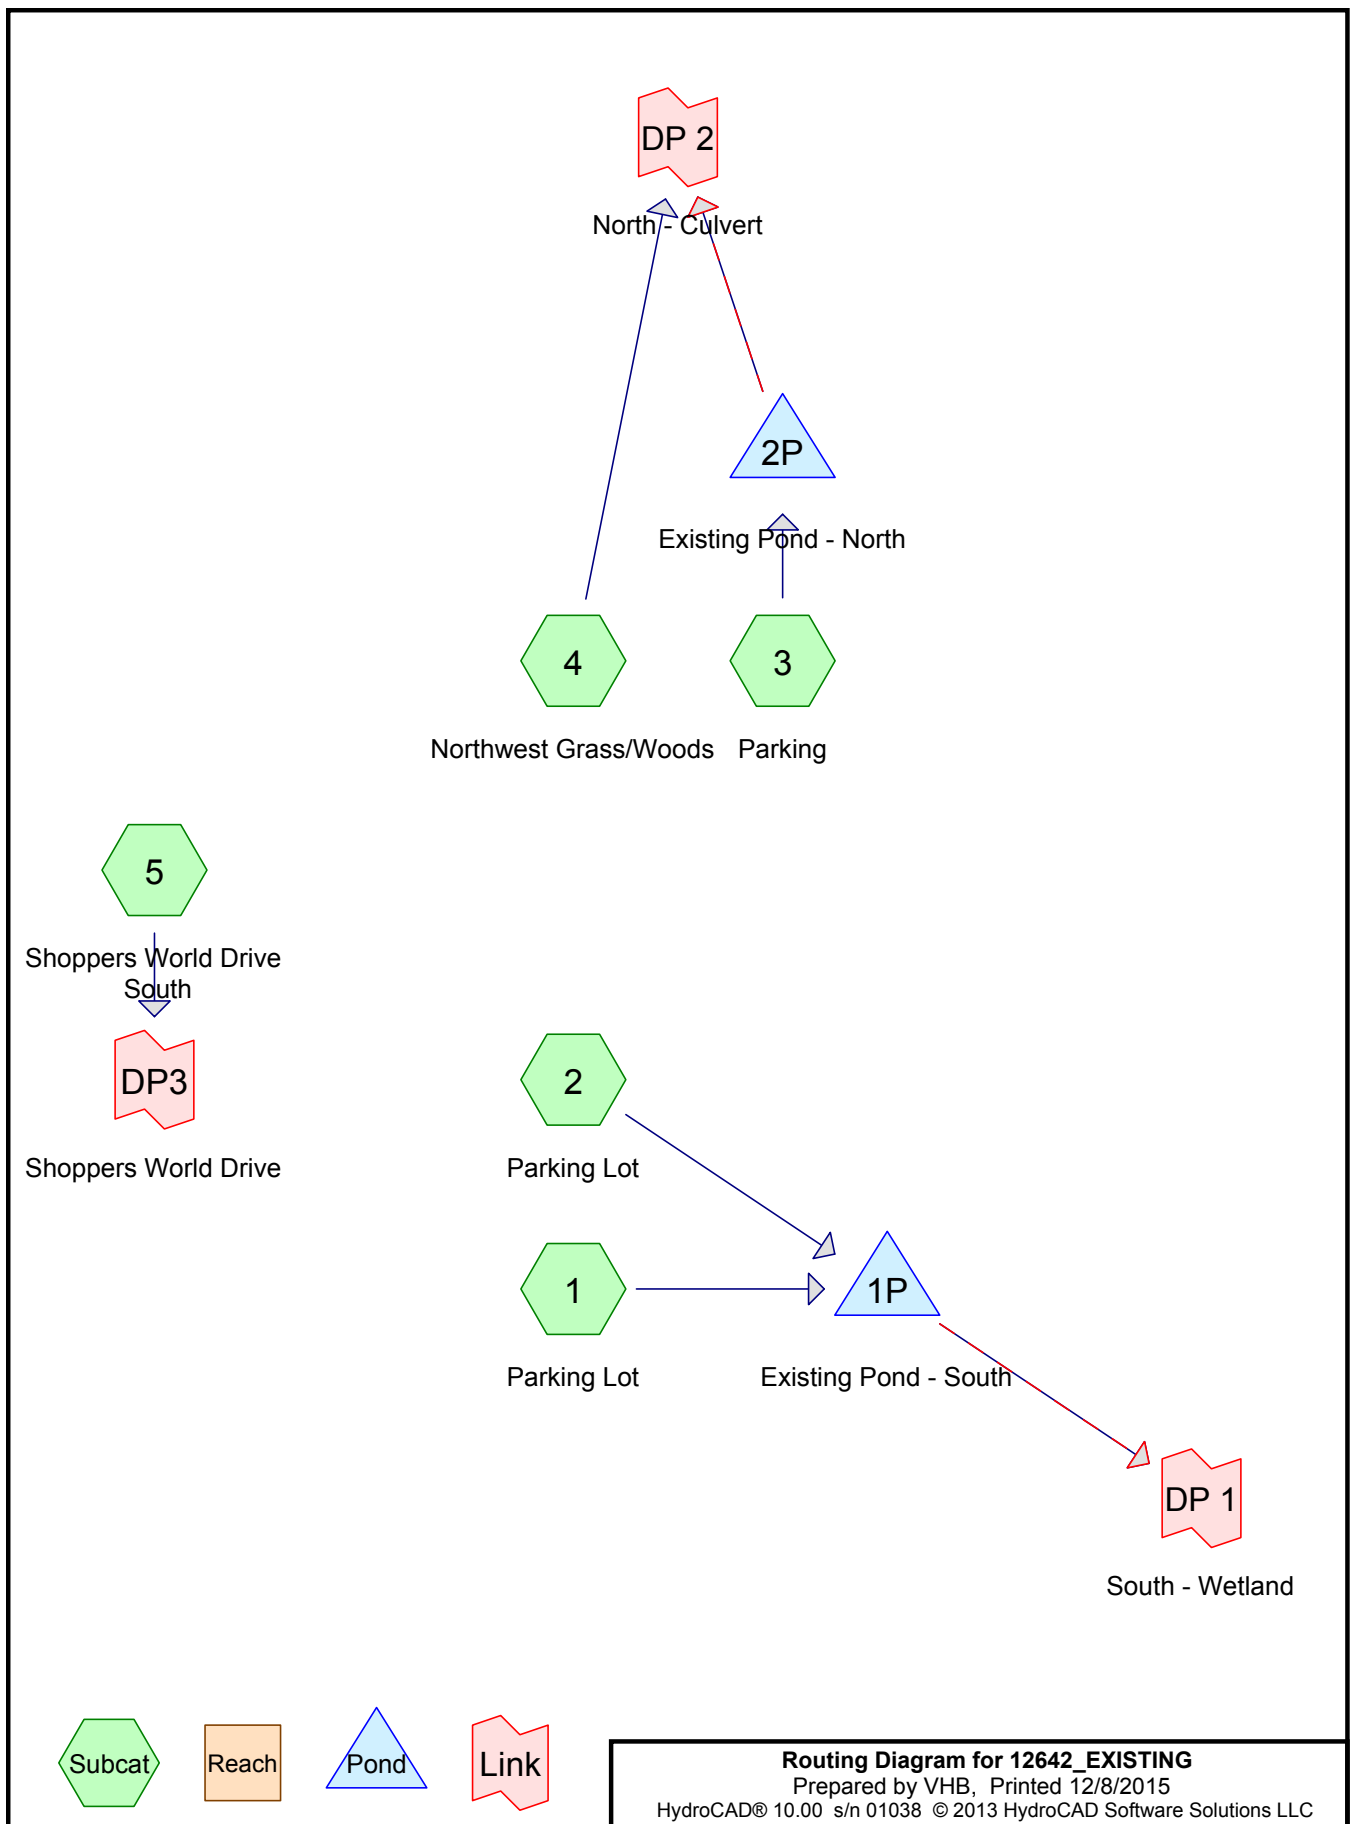 DP 2
North - Culvert
2P
Existing Pond - North
4
3
Northwest Grass/Woods
Parking
5
Shoppers World Drive
South
DP3
Shoppers World Drive
2
Parking Lot
1
Parking Lot
1P
Existing Pond - South
DP 1
South - Wetland
Subcat
Reach
Pond
Link
Routing Diagram for 12642_EXISTING
Prepared by VHB, Printed 12/8/2015
HydroCAD® 10.00 s/n 01038 © 2013 HydroCAD Software Solutions LLC